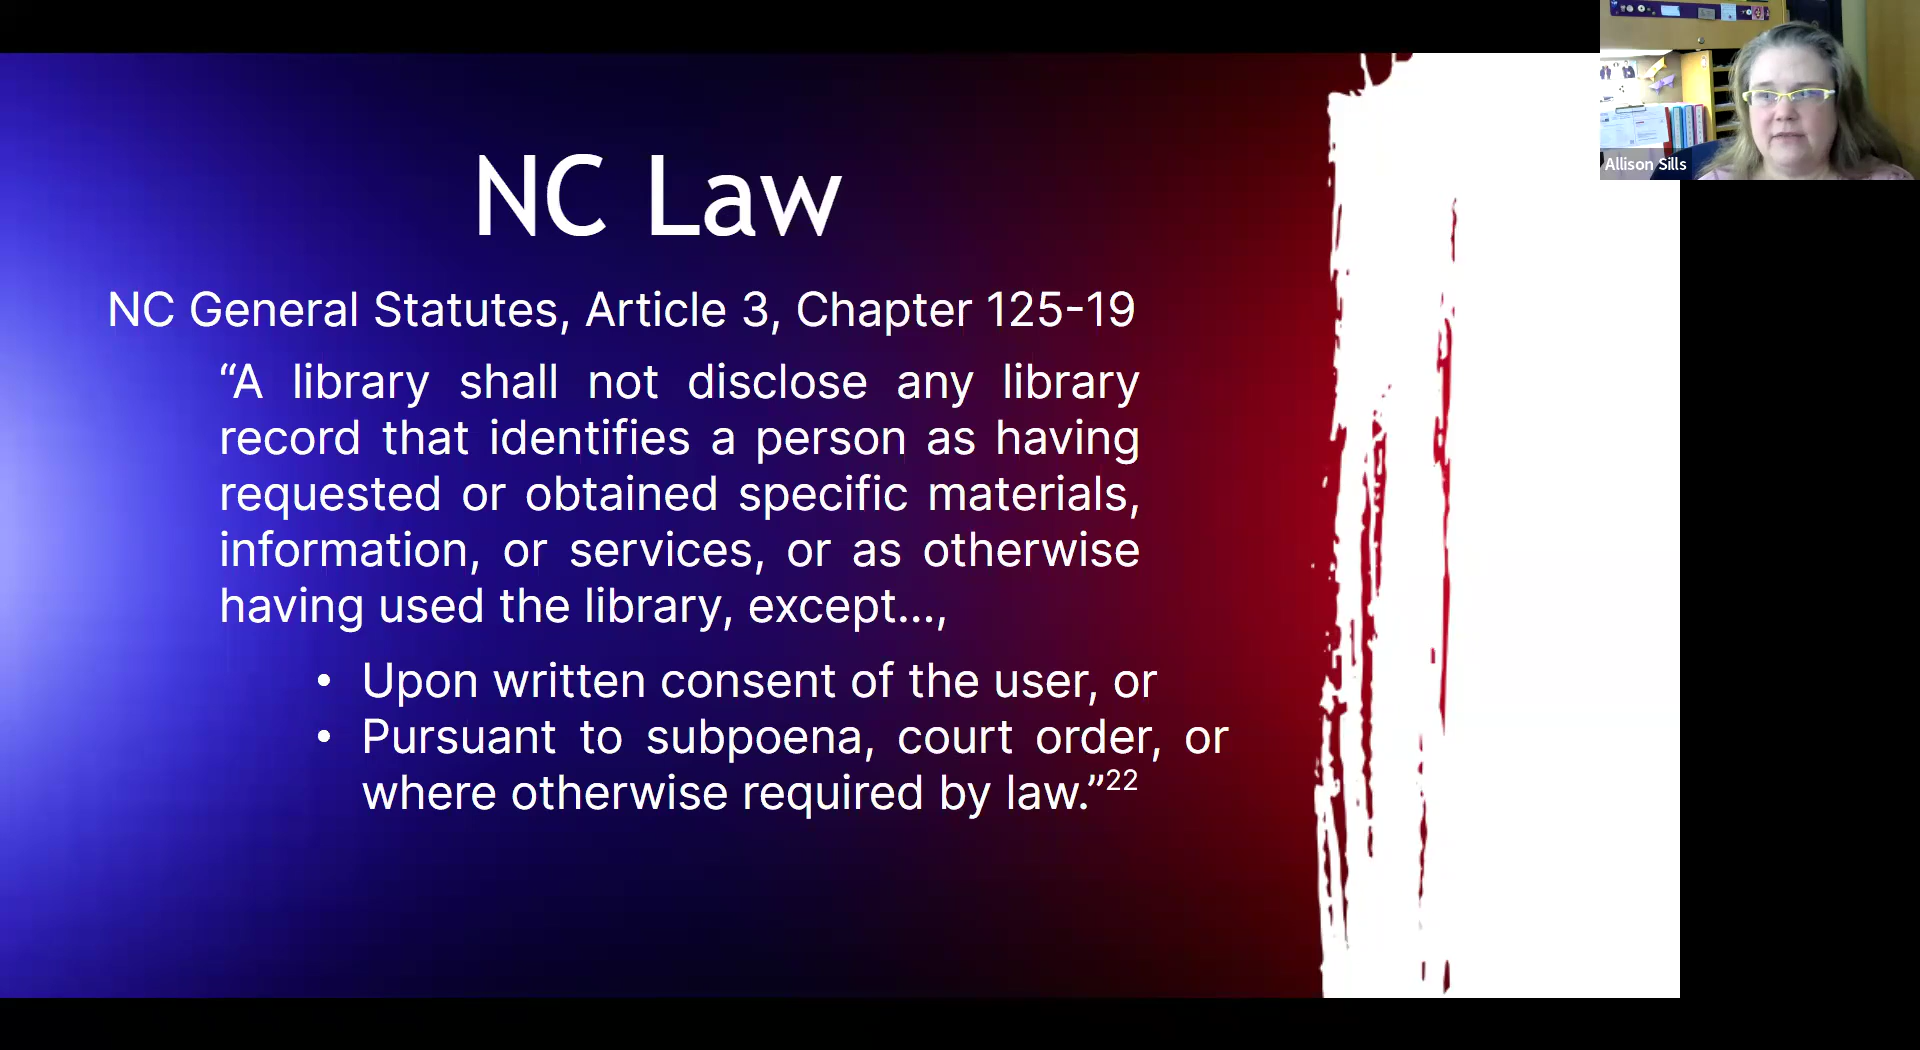 NC Law
NC General Statutes, Article 3, Chapter 125-19
“A library shall not disclose any library
record that identifies a person as having
requested or obtained specific materials,
information, or services, or as otherwise
having used the library, except...,
• Upon written consent of the user, or
• Pursuant to subpoena, court order, or
where otherwise required by law.”22
Allison Sills